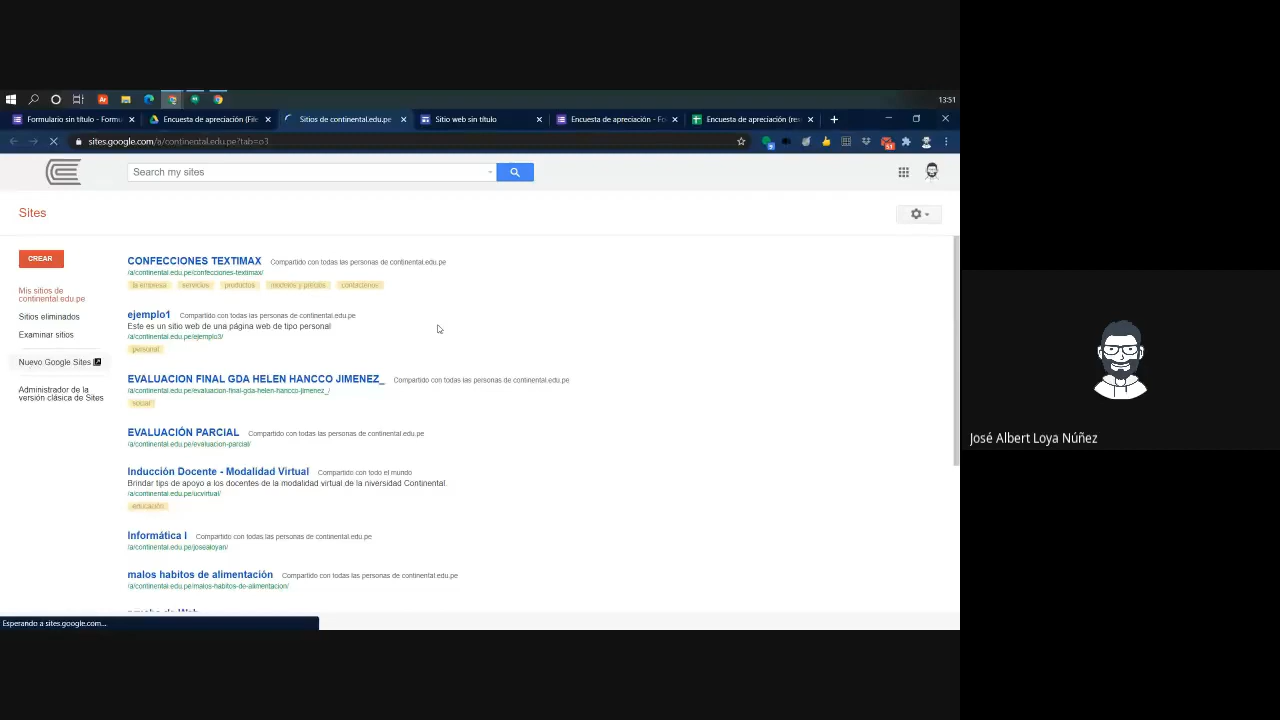 13:51
Formulario sin título - Formu
Encuesta de apreciación (File
Sitios de continental.edu.pe
Sitio web sin título
Encuesta de apreciación - Fo
Encuesta de apreciación (res
sites.google.com/a/continental.edu.pe?tab=o3
Search my sites
Sites
CREAR
Mis sitios de
continental.edu.pe
Sitios eliminados
Examinar sitios
Nuevo Google Sites
Administrador de la
versión clásica de Sites
CONFECCIONES TEXTIMAX Compartido con todas las personas de continental.edu.pe
/a/continental.edu.pe/confecciones-textimax/
la empresa servicios productos modelos y precios contáctenos
ejemplo1 Compartido con todas las personas de continental.edu.pe
Este es un sitio web de una página web de tipo personal
/a/continental.edu.pe/ejemplo3/
personal
EVALUACION FINAL GDA HELEN HANCCO JIMENEZ_ Compartido con todas las personas de continental.edu.pe
/a/continental.edu.pe/evaluacion-final-gda-helen-hancco-jimenez_/
EVALUACIÓN PARCIAL Compartido con todas las personas de continental.edu.pe
/a/continental.edu.pe/evaluacion-parcial/
Inducción Docente - Modalidad Virtual Compartido con todo el mundo
Brindar tips de apoyo a los docentes de la modalidad virtual de la niversidad Continental.
/a/continental.edu.pe/ucvirtual/
educación
Informática I Compartido con todas las personas de continental.edu.pe
/a/continental.edu.pe/josealoyan/
malos habitos de alimentación Compartido con todas las personas de continental.edu.pe
/a/continental.edu.pe/malos-habitos-de-alimentacion/
Esperando a sites.google.com...
José Albert Loya Núñez